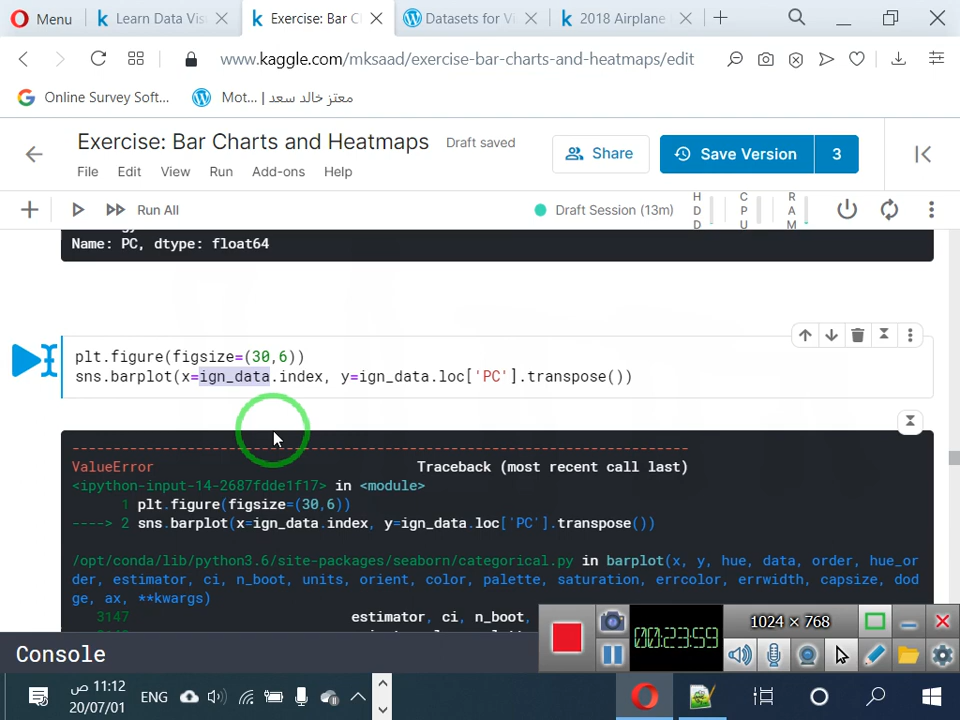 Menu
Learn Data Vis
Exercise: Bar C
Datasets for Vi
2018 Airplane
www.kaggle.com/mksaad/exercise-bar-charts-and-heatmaps/edit
Online Survey Soft...
Mot... | معتز خالد سعد
Exercise: Bar Charts and Heatmaps
Draft saved
Share
Save Version
3
File Edit View Run Add-ons Help
Run All
Draft Session (13m)
HDD
CPU
RAM
Name: PC, dtype: float64
plt.figure(figsize=(30,6))
sns.barplot(x=ign_data.index, y=ign_data.loc['PC'].transpose())
---------------------------------------------------------------------------
ValueError Traceback (most recent call last)
<ipython-input-14-2687fdde1f17> in <module>
1 plt.figure(figsize=(30,6))
----> 2 sns.barplot(x=ign_data.index, y=ign_data.loc['PC'].transpose())
/opt/conda/lib/python3.6/site-packages/seaborn/categorical.py in barplot(x, y, hue, data, order, hue_or
der, estimator, ci, n_boot, units, orient, color, palette, saturation, errcolor, errwidth, capsize, dod
ge, ax, **kwargs)
3147 estimator, ci, n_boot,
00:23:59
1024 × 768
Console
11:12 ص
20/07/01
ENG